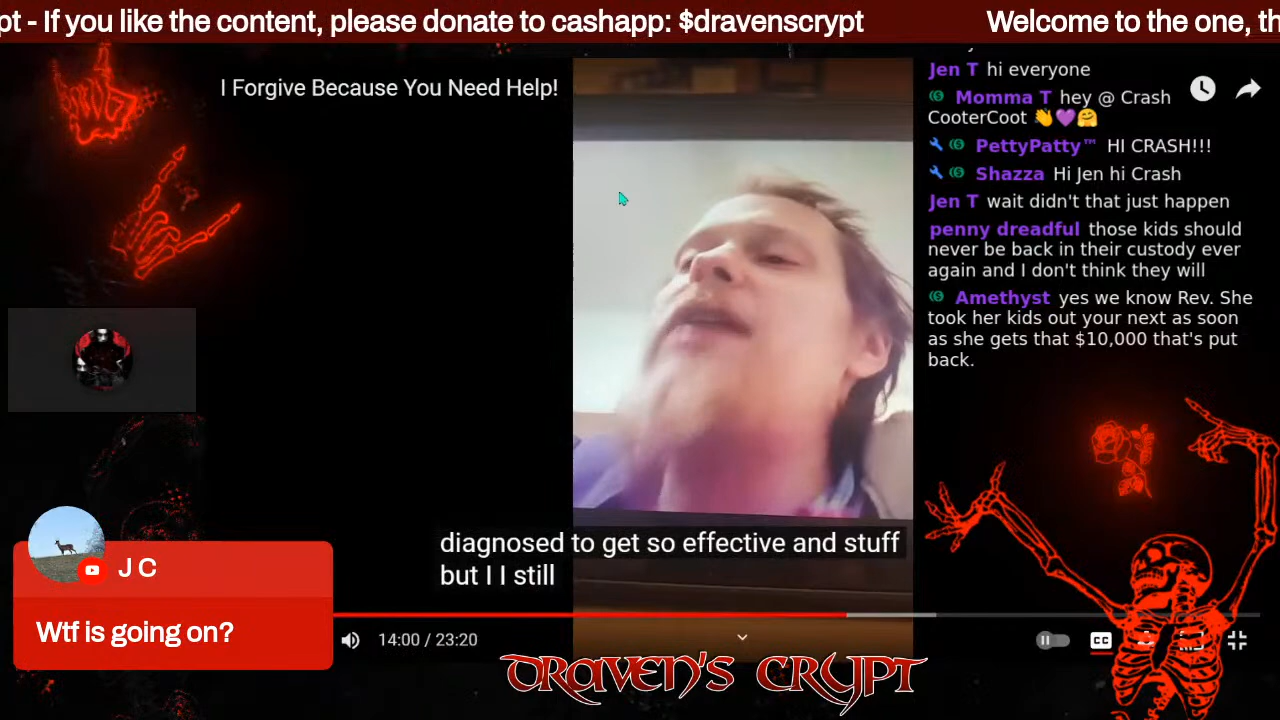 pt - If you like the content, please donate to cashapp: $dravenscrypt
Welcome to the one, th
I Forgive Because You Need Help!
Jen T hi everyone
Momma T hey @ Crash
CooterCoot 👋💜🤗
PettyPatty™ HI CRASH!!!
Shazza Hi Jen hi Crash
Jen T wait didn't that just happen
penny dreadful those kids should
never be back in their custody ever
again and I don't think they will
Amethyst yes we know Rev. She
took her kids out your next as soon
as she gets that $10,000 that's put
back.
diagnosed to get so effective and stuff
but I I still
J C
Wtf is going on?
14:00 / 23:20
CC
DRAVEN'S CRYPT